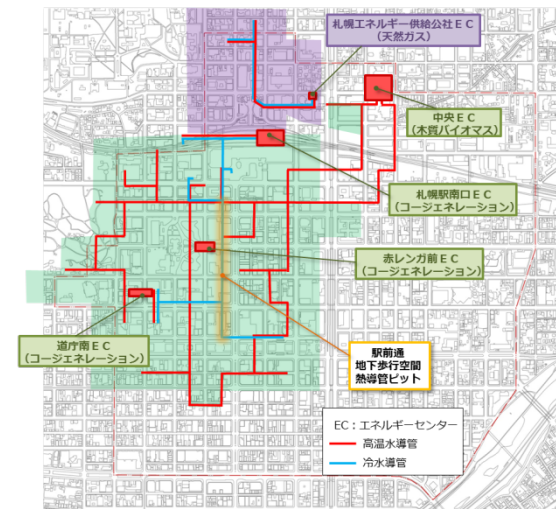 札幌エネルギー供給公社EC
（天然ガス）
中央EC
（木質バイオマス）
札幌駅南口EC
（コージェネレーション）
赤レンガ前EC
（コージェネレーション）
道庁南EC
（コージェネレーション）
駅前通
地下歩行空間
熱導管ピット
EC：エネルギーセンター
高温水導管
冷水導管